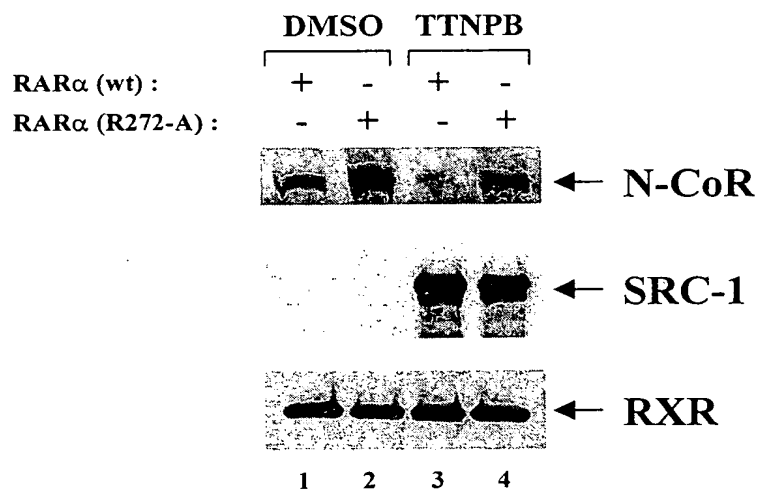 DMSO TTNPB
RARα (wt) : + - + -
RARα (R272-A) : - + - +
N-CoR
SRC-1
RXR
1 2 3 4